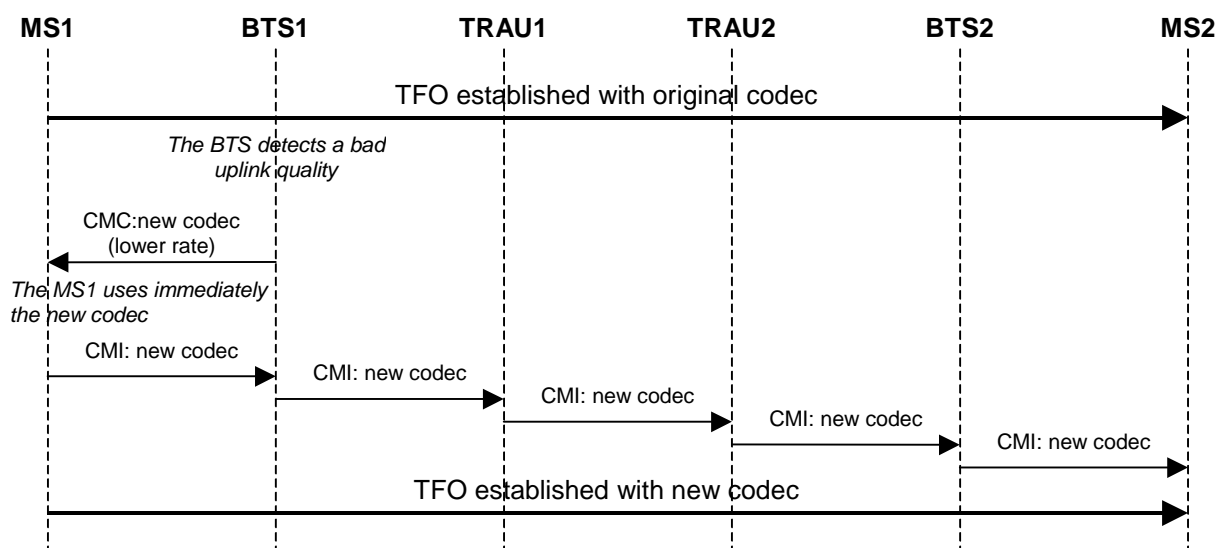 MS1 BTS1 TRAU1 TRAU2 BTS2 MS2
TFO established with original codec
The BTS detects a bad
uplink quality
CMC:new codec
(lower rate)
The MS1 uses immediately
the new codec
CMI: new codec
CMI: new codec
CMI: new codec
CMI: new codec
CMI: new codec
TFO established with new codec